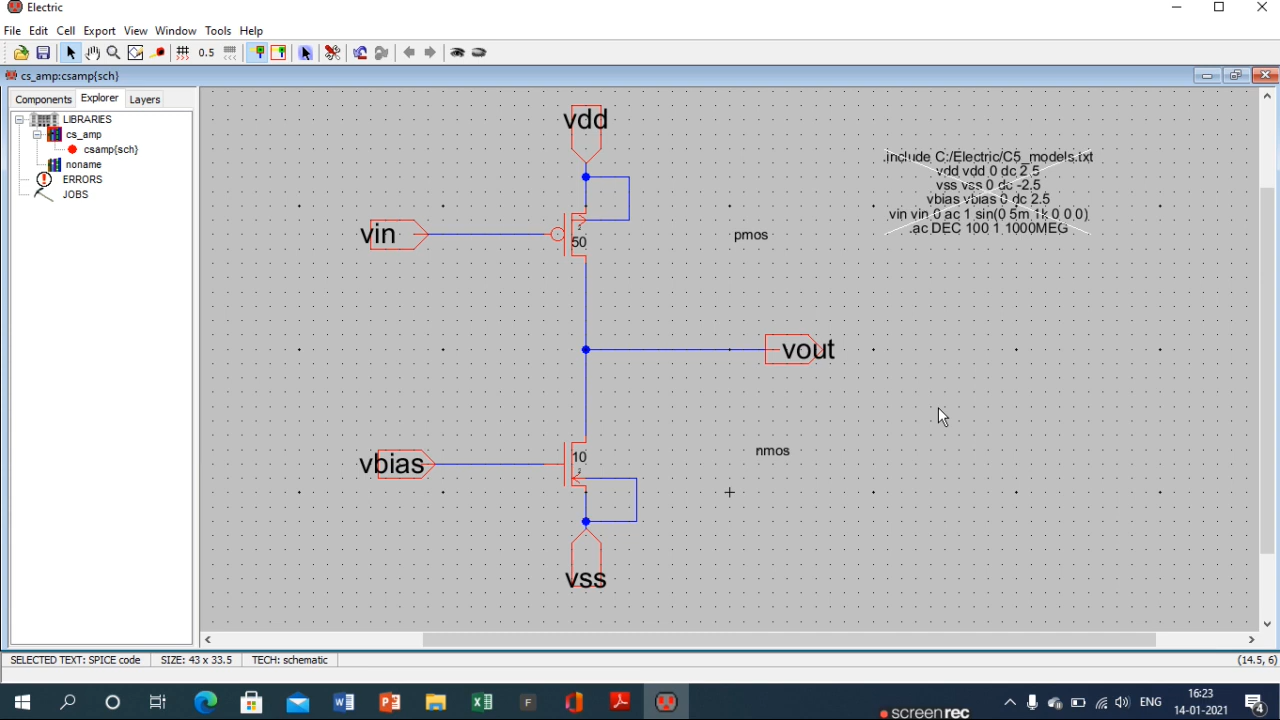 Electric
File Edit Cell Export View Window Tools Help
0.5
cs_amp:csamp{sch}
Components Explorer Layers
LIBRARIES
cs_amp
csamp{sch}
noname
ERRORS
JOBS
vdd
vin
50
pmos
.include C:/Electric/C5_models.txt
vdd vdd 0 dc 2.5
vss vss 0 dc -2.5
vbias vbias 0 dc 2.5
vin vin 0 ac 1 sin(0 5m 1k 0 0 0)
.ac DEC 100 1 1000MEG
vout
vbias
10
nmos
vss
SELECTED TEXT: SPICE code SIZE: 43 x 33.5 TECH: schematic (14.5, 6)
ENG
16:23
14-01-2021
4
screenrec